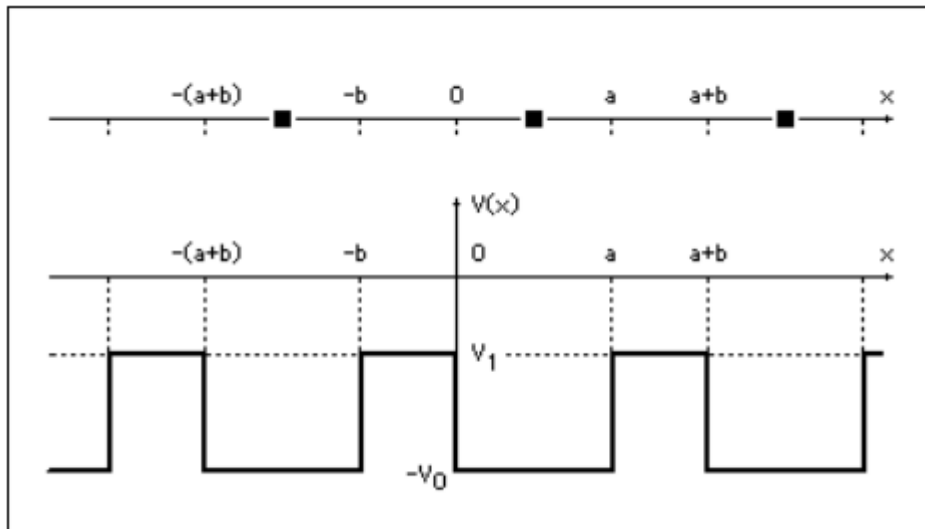 -(a+b) -b 0 a a+b x
V(x)
-(a+b) -b 0 a a+b x
V₁
-V₀